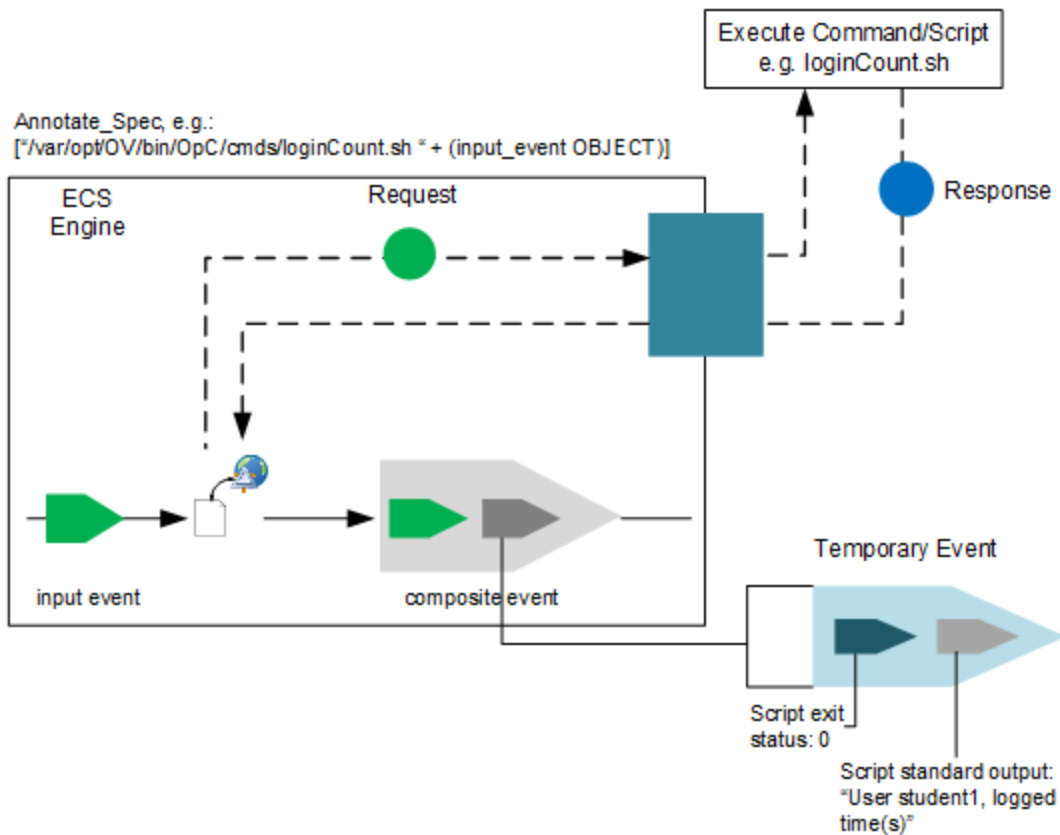 Execute Command/Script
e.g. loginCount.sh
Annotate_Spec, e.g.:
["/var/opt/OV/bin/OpC/cmds/loginCount.sh " + (input_event OBJECT)]
ECS
Engine
Request
Response
input event
composite event
Temporary Event
Script exit
status: 0
Script standard output:
"User student1, logged
time(s)"